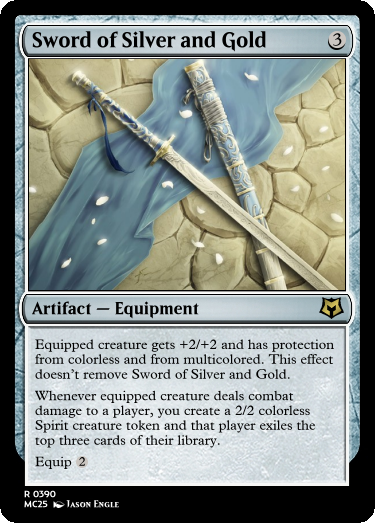 Sword of Silver and Gold 3
Artifact — Equipment
Equipped creature gets +2/+2 and has protection
from colorless and from multicolored. This effect
doesn't remove Sword of Silver and Gold.
Whenever equipped creature deals combat
damage to a player, you create a 2/2 colorless
Spirit creature token and that player exiles the
top three cards of their library.
Equip 2
R 0390
MC25 Jason Engle